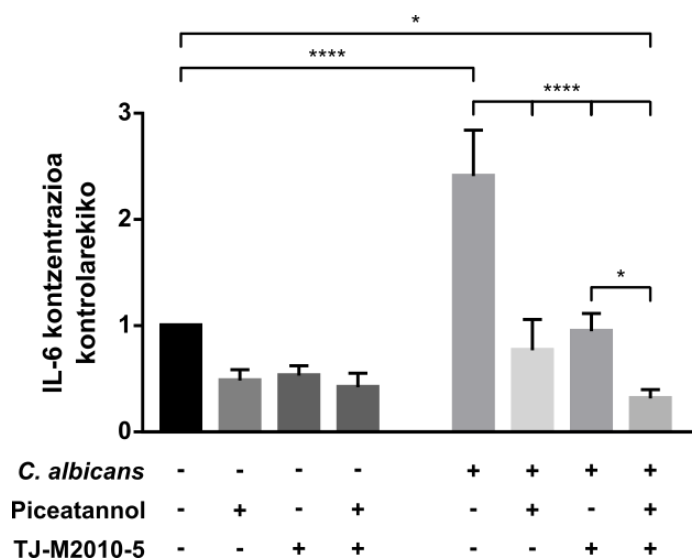 *
****
****
*
3
2
1
0
IL-6 kontzentrazioa
kontrolarekiko
C. albicans - - - - + + + +
Piceatannol - + - + - + - +
TJ-M2010-5 - - + + - - + +